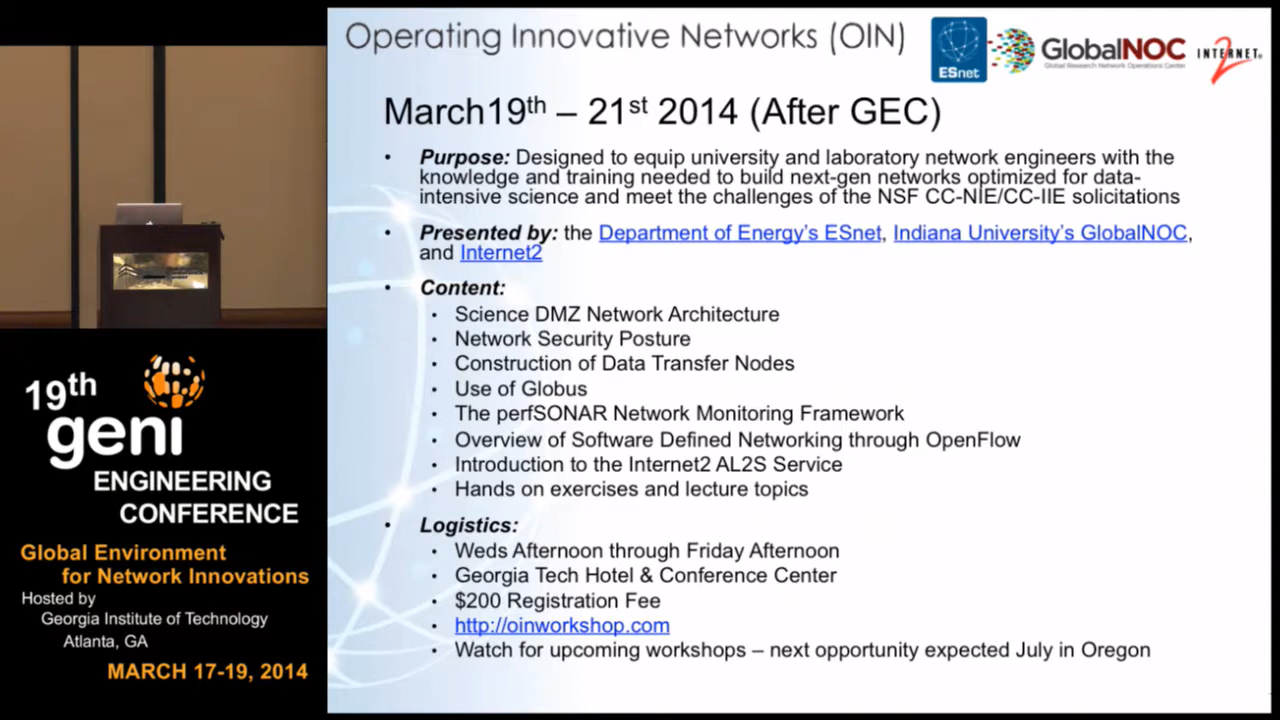 Operating Innovative Networks (OIN)
ESnet
GlobalNOC
Global Research Network Operations Center
INTERNET®
2
March19th – 21st 2014 (After GEC)
• Purpose: Designed to equip university and laboratory network engineers with the
knowledge and training needed to build next-gen networks optimized for data-
intensive science and meet the challenges of the NSF CC-NIE/CC-IIE solicitations
• Presented by: the Department of Energy's ESnet, Indiana University's GlobalNOC,
and Internet2
• Content:
• Science DMZ Network Architecture
• Network Security Posture
• Construction of Data Transfer Nodes
• Use of Globus
• The perfSONAR Network Monitoring Framework
• Overview of Software Defined Networking through OpenFlow
• Introduction to the Internet2 AL2S Service
• Hands on exercises and lecture topics
• Logistics:
• Weds Afternoon through Friday Afternoon
• Georgia Tech Hotel & Conference Center
• $200 Registration Fee
• http://oinworkshop.com
• Watch for upcoming workshops – next opportunity expected July in Oregon
19th
geni
ENGINEERING
CONFERENCE
Global Environment
for Network Innovations
Hosted by
Georgia Institute of Technology
Atlanta, GA
MARCH 17-19, 2014